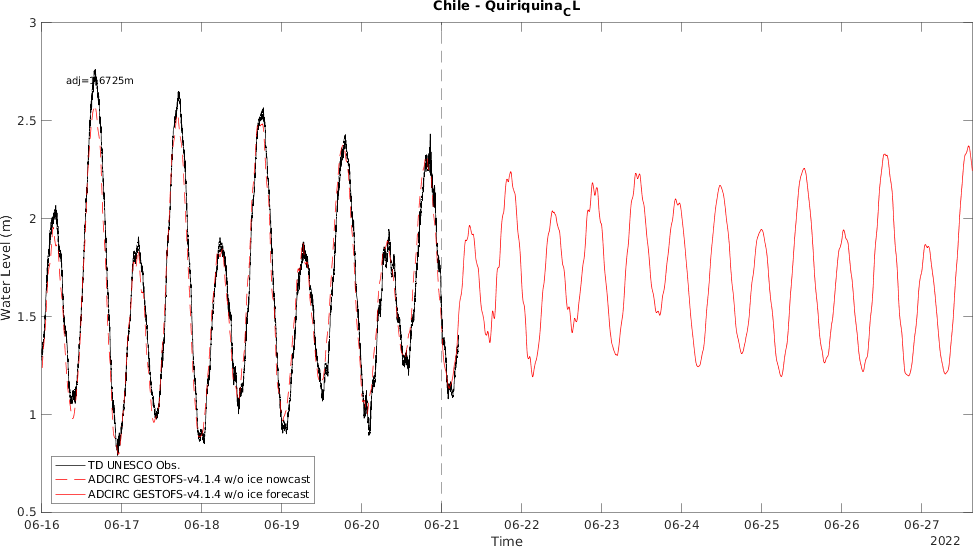 Chile - Quiriquina_CL
3
adj=1.6725m
2.5
2
Water Level (m)
1.5
1
TD UNESCO Obs.
ADCIRC GESTOFS-v4.1.4 w/o ice nowcast
ADCIRC GESTOFS-v4.1.4 w/o ice forecast
0.5
06-16 06-17 06-18 06-19 06-20 06-21 06-22 06-23 06-24 06-25 06-26 06-27
Time
2022